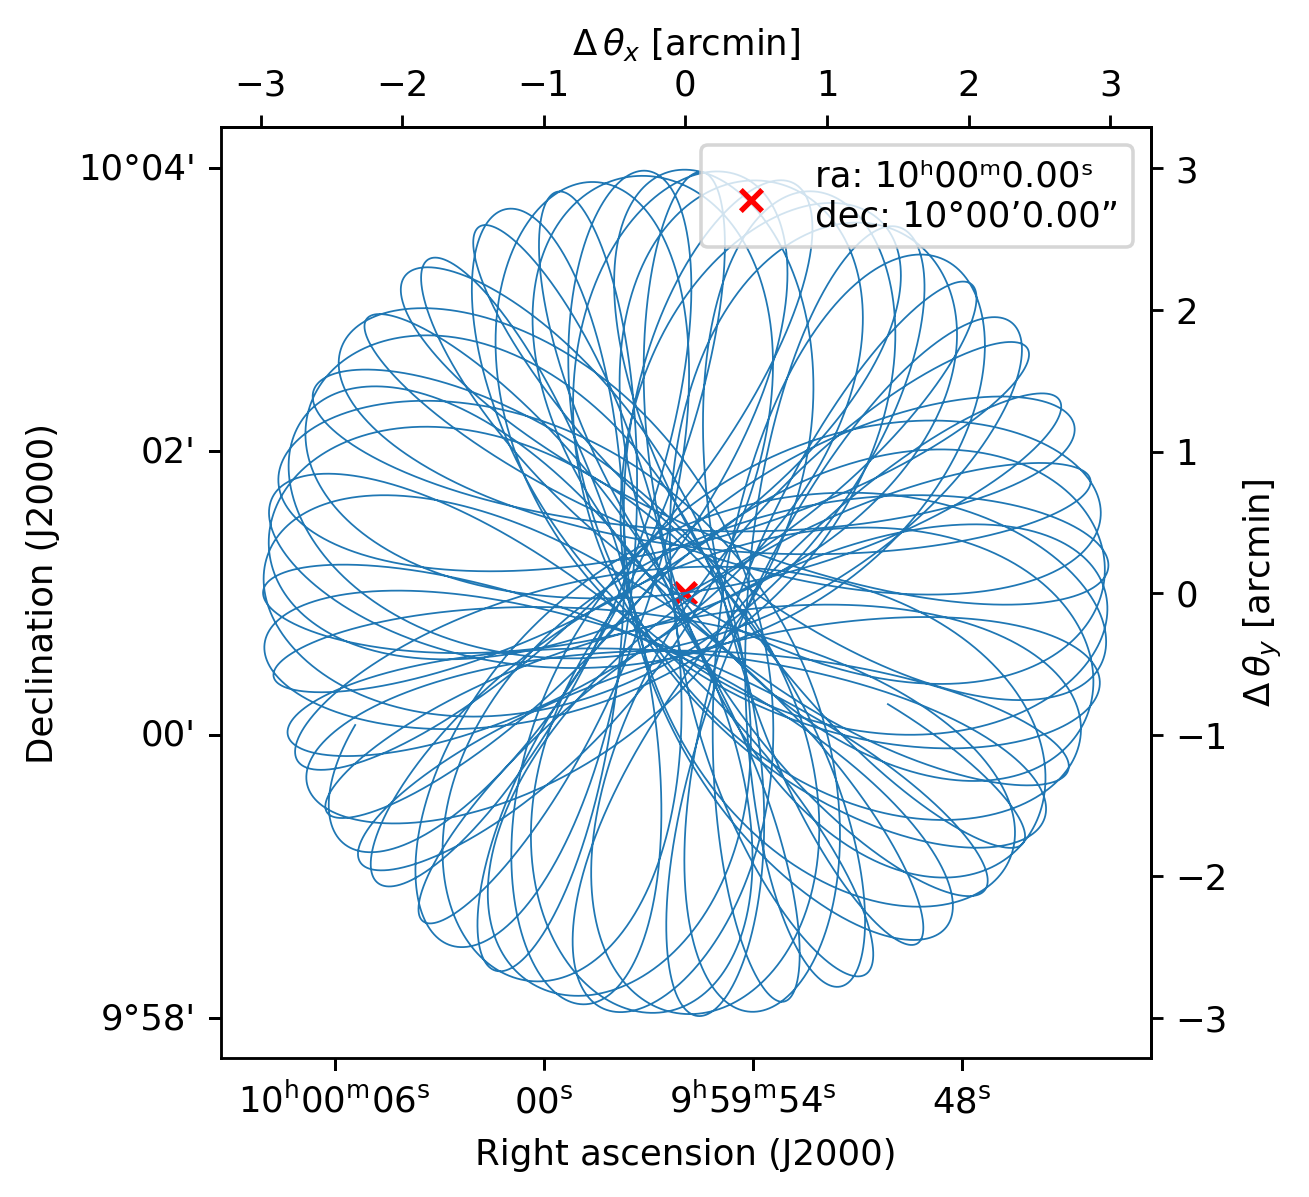 Δ θx [arcmin]
−3 −2 −1 0 1 2 3
ra: 10ʰ00ᵐ0.00ˢ
dec: 10°00’0.00”
10°04'
02'
00'
9°58'
Declination (J2000)
3
2
1
0
−1
−2
−3
Δ θy [arcmin]
10ʰ00ᵐ06ˢ 00ˢ 9ʰ59ᵐ54ˢ 48ˢ
Right ascension (J2000)